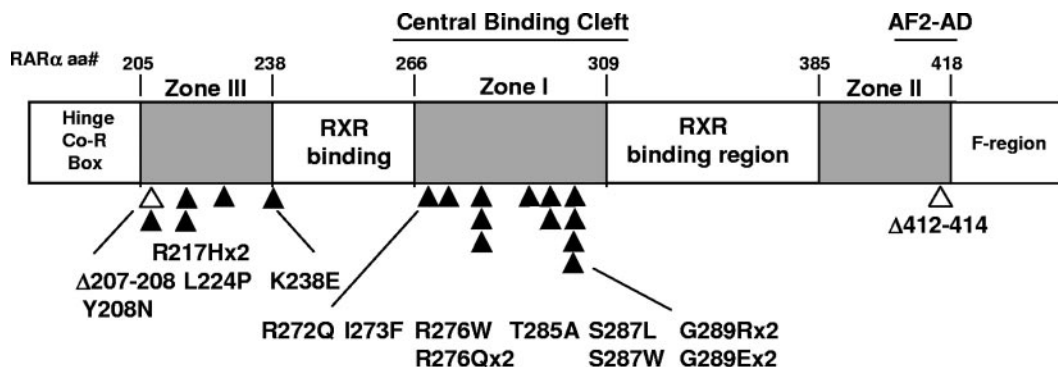 Central Binding Cleft AF2-AD
RARα aa# 205 238 266 309 385 418
Zone III Zone I Zone II
Hinge
Co-R
Box
RXR
binding
RXR
binding region
F-region
R217Hx2
Δ412-414
Δ207-208 L224P K238E
Y208N
R272Q I273F R276W T285A S287L G289Rx2
R276Qx2 S287W G289Ex2